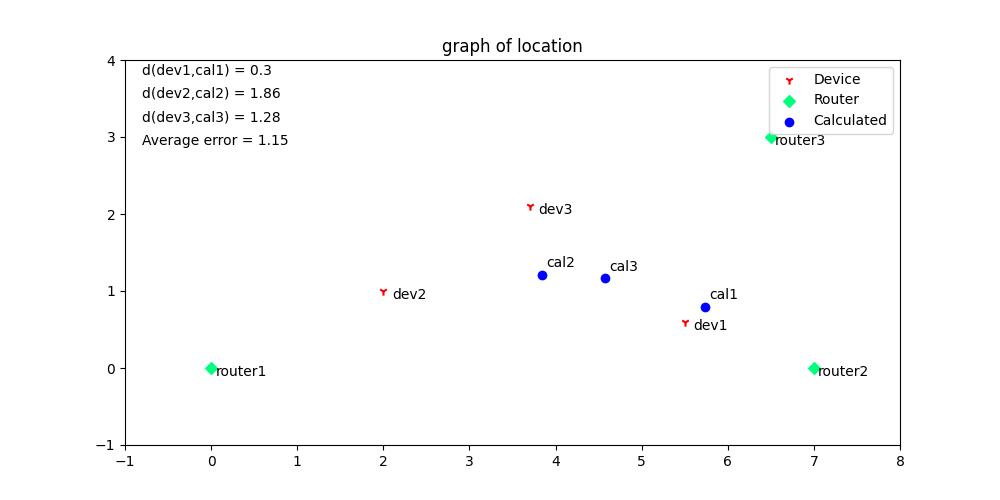 graph of location
d(dev1,cal1) = 0.3
d(dev2,cal2) = 1.86
d(dev3,cal3) = 1.28
Average error = 1.15
Device
Router
Calculated
router3
dev3
cal2
cal3
dev2
cal1
dev1
router1
router2
4
3
2
1
0
−1
−1 0 1 2 3 4 5 6 7 8